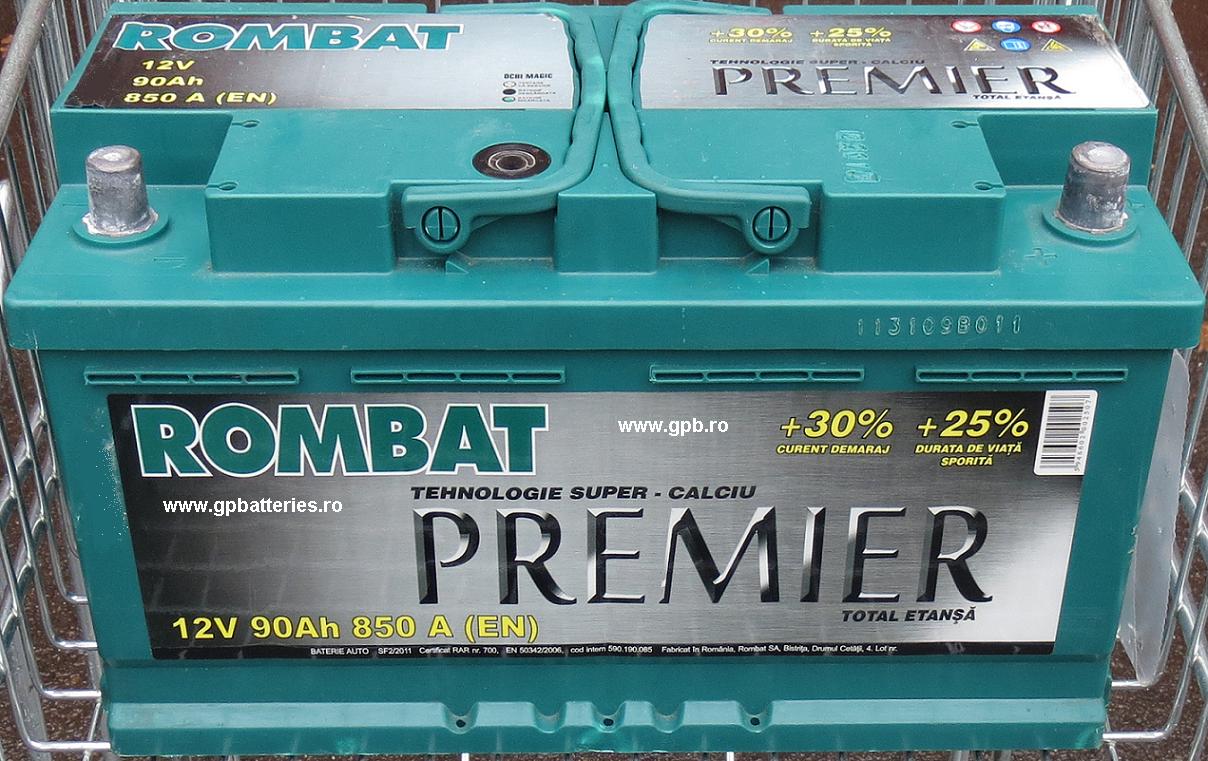 ROMBAT
12V
90Ah
850 A (EN)
OCHI MAGIC
+30% +25%
CURENT DEMARAJ
DURATA DE VIAȚĂ
SPORITĂ
TEHNOLOGIE SUPER - CALCIU
PREMIER
TOTAL ETANȘĂ
113109B011
ROMBAT
www.gpb.ro
+30% +25%
CURENT DEMARAJ
DURATA DE VIAȚĂ
SPORITĂ
www.gpbatteries.ro
TEHNOLOGIE SUPER - CALCIU
PREMIER
TOTAL ETANȘĂ
12V 90Ah 850 A (EN)
BATERIE AUTO SF2/2011 Certificat RAR nr. 700, EN 50342/2006, cod intern 590.190.085 Fabricat în România, Rombat SA, Bistrița, Drumul Cetății, 4. Lot nr.